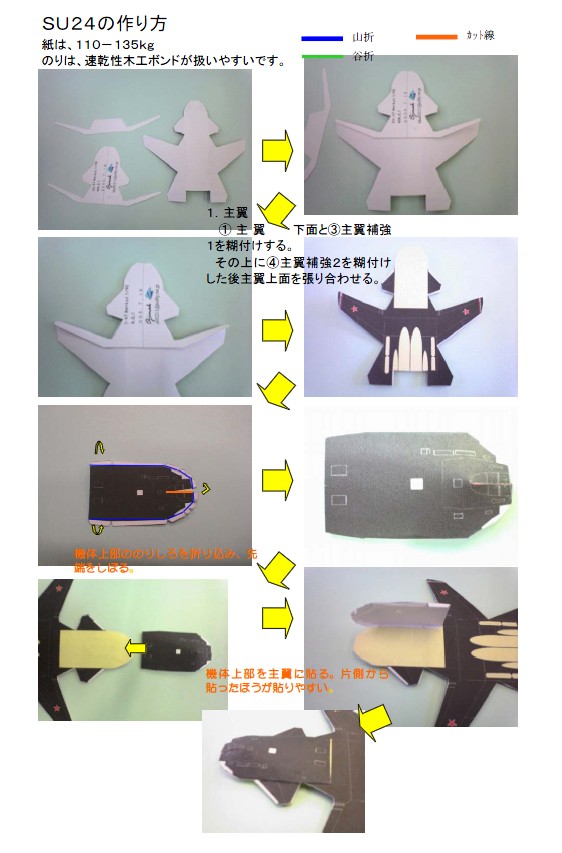 SU24の作り方
紙は、110－135kg
のりは、速乾性木工ボンドが扱いやすいです。
山折
ｶｯﾄ線
谷折
1．主翼
① 主 翼　　下面と③主翼補強
1を糊付けする。
その上に④主翼補強2を糊付け
した後主翼上面を張り合わせる。
機体上部ののりしろを折り込み、先
端をしぼる。
機体上部を主翼に貼る。片側から
貼ったほうが貼りやすい。